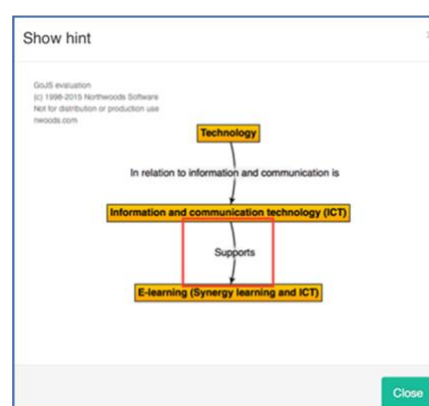 Show hint
GoJS evaluation
(c) 1998-2015 Northwoods Software
Not for distribution or production use
nwoods.com
Technology
In relation to information and communication is
Information and communication technology (ICT)
Supports
E-learning (Synergy learning and ICT)
Close